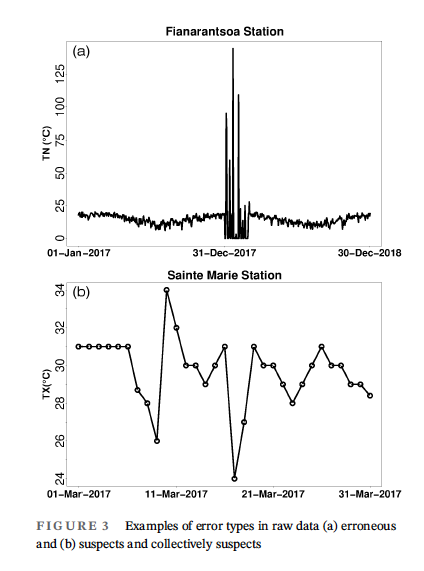 Fianarantsoa Station
(a)
TN (°C)
125
100
75
50
25
0
01-Jan-2017 31-Dec-2017 30-Dec-2018
Sainte Marie Station
(b)
TX(°C)
34
32
30
28
26
24
01-Mar-2017 11-Mar-2017 21-Mar-2017 31-Mar-2017
FIGURE 3 Examples of error types in raw data (a) erroneous
and (b) suspects and collectively suspects